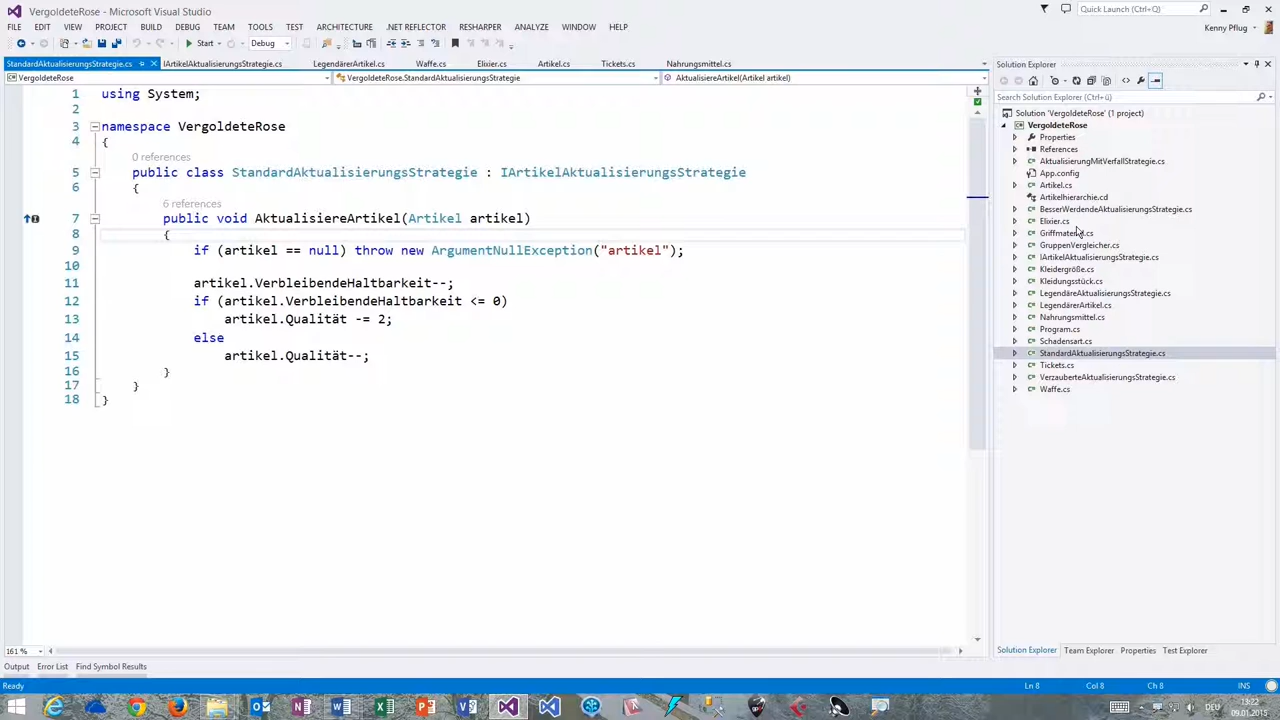 VergoldeteRose - Microsoft Visual Studio
Quick Launch (Ctrl+Q)
FILE EDIT VIEW PROJECT BUILD DEBUG TEAM TOOLS TEST ARCHITECTURE .NET REFLECTOR RESHARPER ANALYZE WINDOW HELP
Kenny Pflug
Start
Debug
StandardAktualisierungsStrategie.cs IArtikelAktualisierungsStrategie.cs LegendärerArtikel.cs Waffe.cs Elixier.cs Artikel.cs Tickets.cs Nahrungsmittel.cs
VergoldeteRose VergoldeteRose.StandardAktualisierungsStrategie AktualisiereArtikel(Artikel artikel)
1 using System;
2
3 namespace VergoldeteRose
4 {
0 references
5 public class StandardAktualisierungsStrategie : IArtikelAktualisierungsStrategie
6 {
6 references
7 public void AktualisiereArtikel(Artikel artikel)
8 {
9 if (artikel == null) throw new ArgumentNullException("artikel");
10
11 artikel.VerbleibendeHaltbarkeit--;
12 if (artikel.VerbleibendeHaltbarkeit <= 0)
13 artikel.Qualität -= 2;
14 else
15 artikel.Qualität--;
16 }
17 }
18 }
161 %
Solution Explorer
Search Solution Explorer (Ctrl+ü)
Solution 'VergoldeteRose' (1 project)
VergoldeteRose
Properties
References
AktualisierungMitVerfallStrategie.cs
App.config
Artikel.cs
Artikelhierarchie.cd
BesserWerdendeAktualisierungsStrategie.cs
Elixier.cs
Griffmaterial.cs
GruppenVergleicher.cs
IArtikelAktualisierungsStrategie.cs
Kleidergröße.cs
Kleidungsstück.cs
LegendäreAktualisierungsStrategie.cs
LegendärerArtikel.cs
Nahrungsmittel.cs
Program.cs
Schadensart.cs
StandardAktualisierungsStrategie.cs
Tickets.cs
VerzauberteAktualisierungsStrategie.cs
Waffe.cs
Solution Explorer Team Explorer Properties Test Explorer
Output Error List Find Symbol Results
Ready Ln 8 Col 8 Ch 8 INS
DEU
13:22
09.01.2015